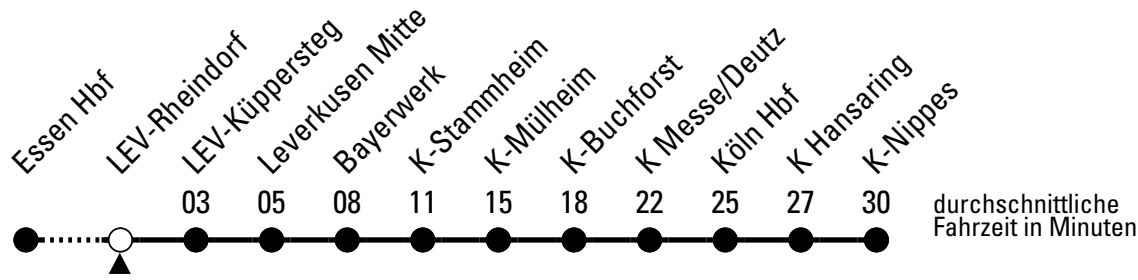 Essen Hbf
LEV-Rheindorf
LEV-Küppersteg
Leverkusen Mitte
Bayerwerk
K-Stammheim
K-Mülheim
K-Buchforst
K Messe/Deutz
Köln Hbf
K Hansaring
K-Nippes
03 05 08 11 15 18 22 25 27 30
durchschnittliche
Fahrzeit in Minuten